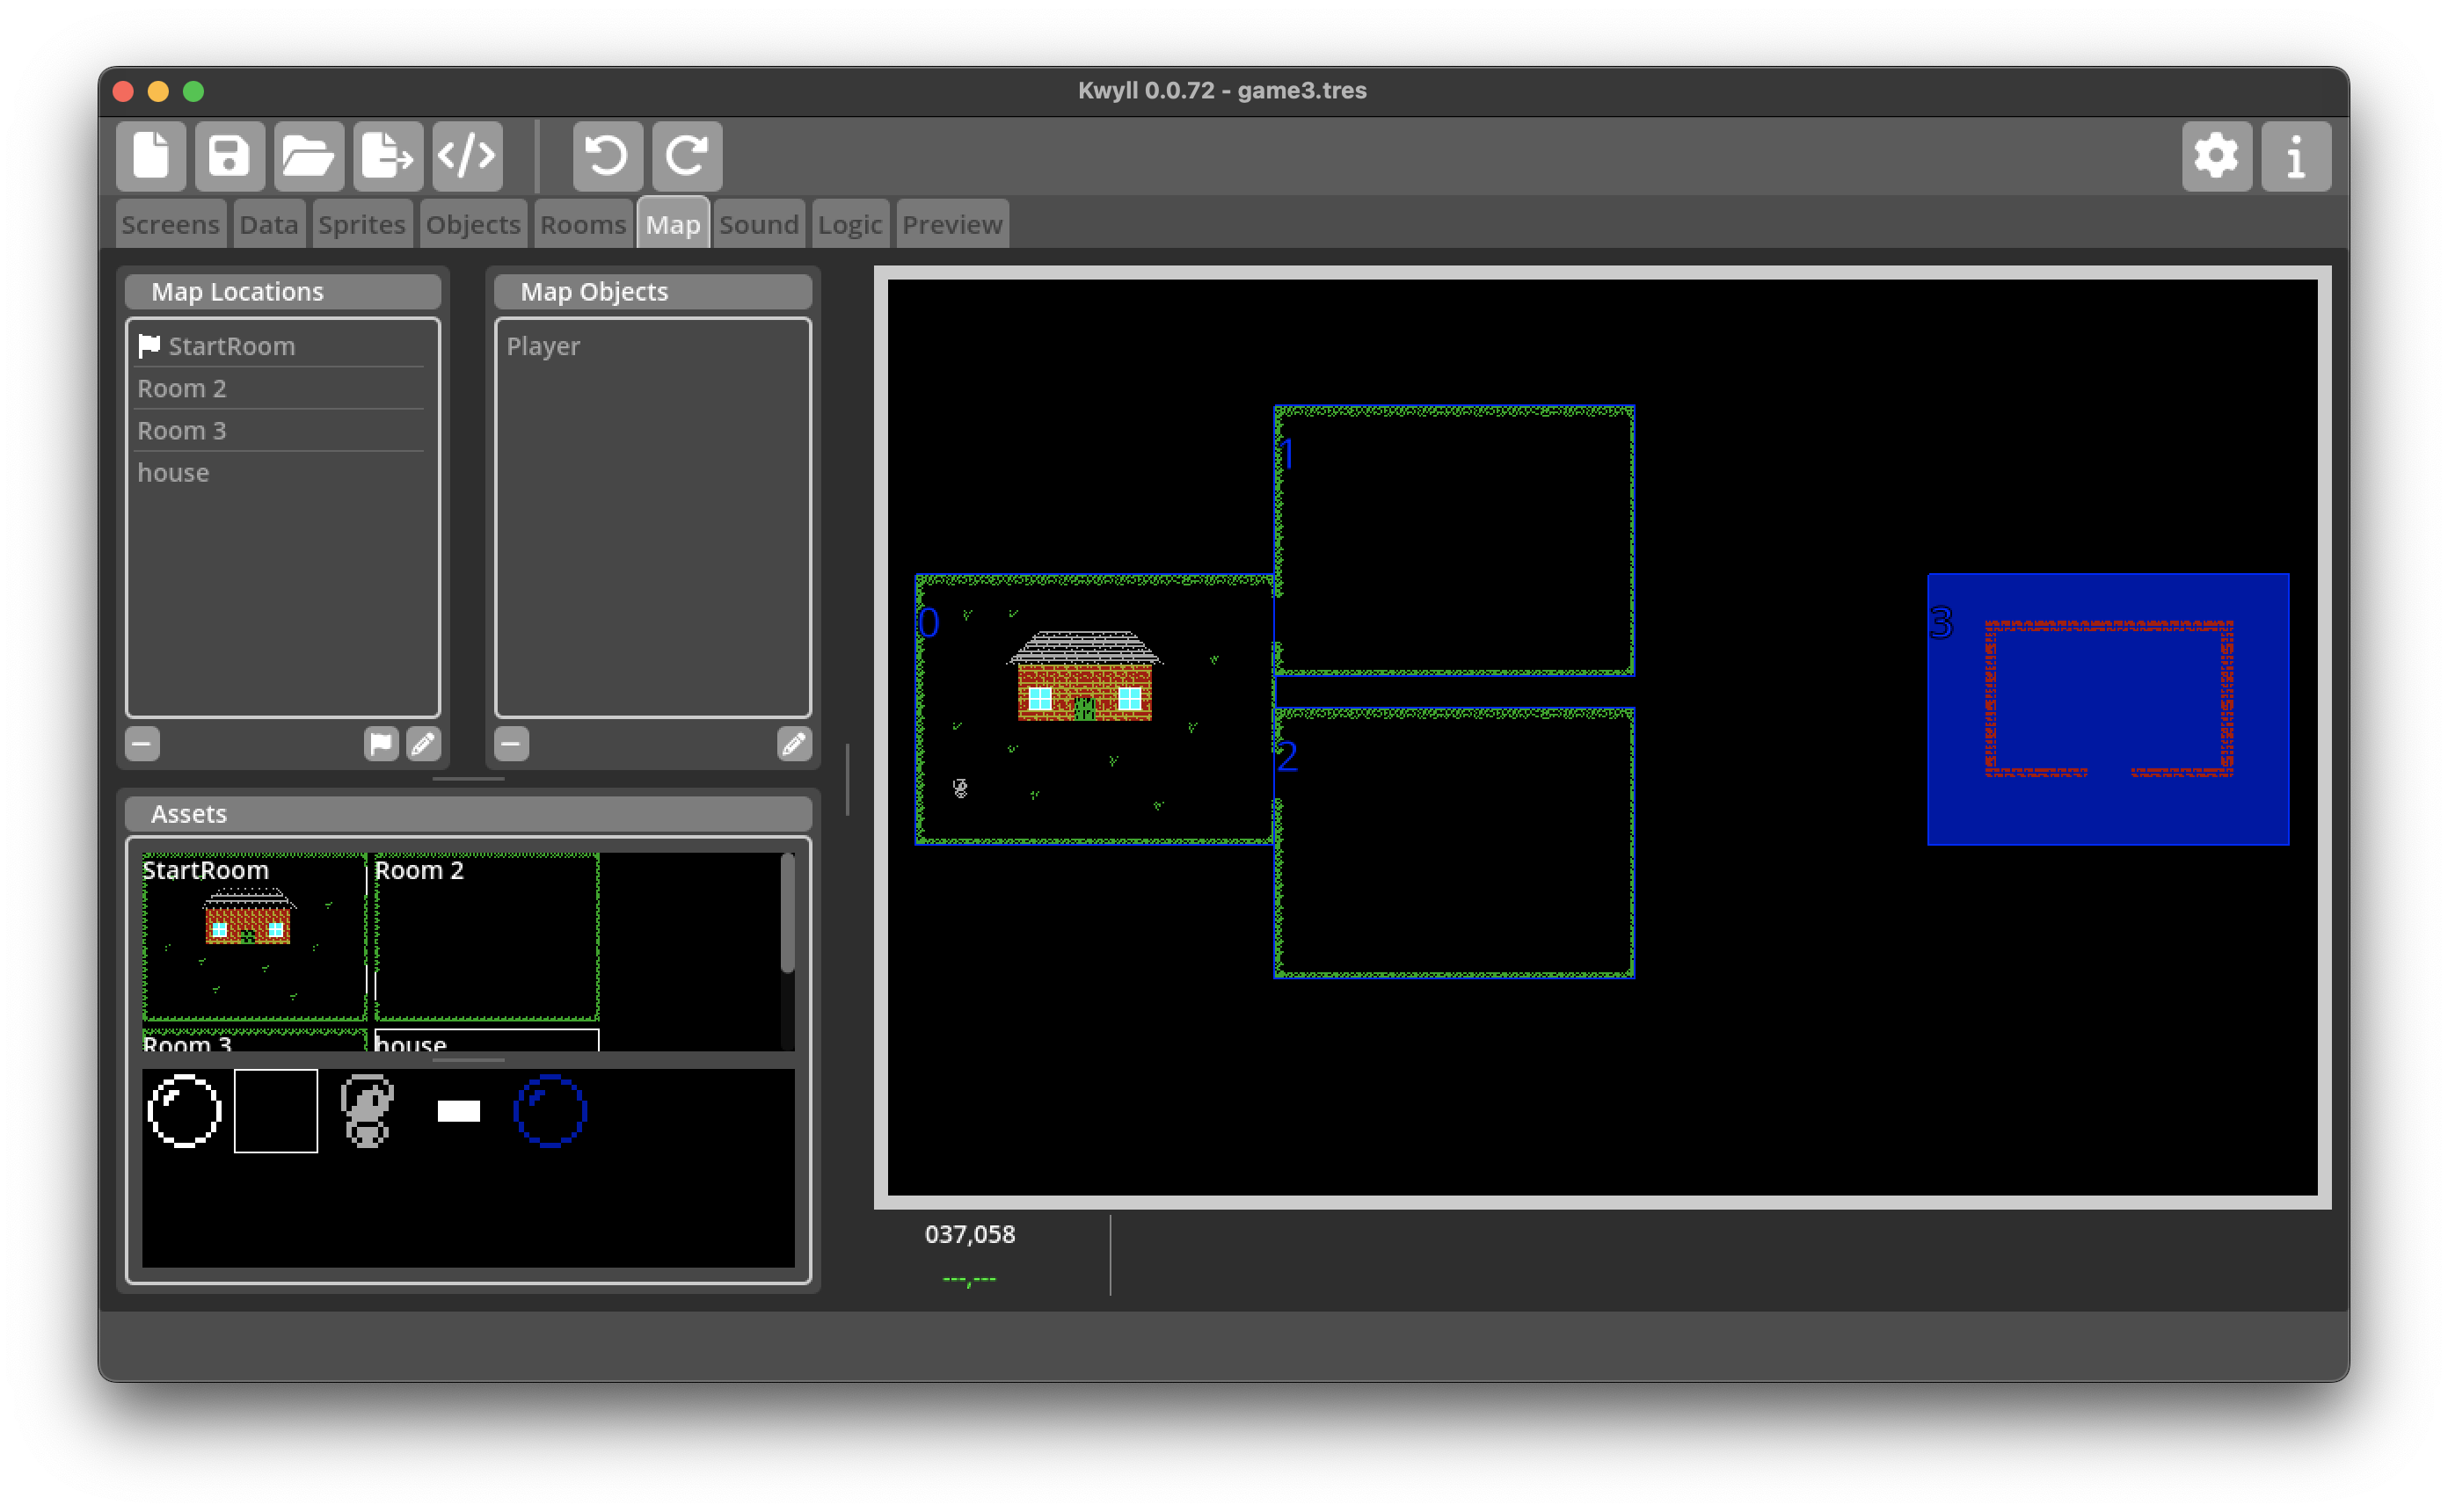 Kwyll 0.0.72 - game3.tres
Screens Data Sprites Objects Rooms Map Sound Logic Preview
Map Locations
StartRoom
Room 2
Room 3
house
Map Objects
Player
Assets
StartRoom
Room 2
Room 3
house
0
1
2
3
037,058
---,---